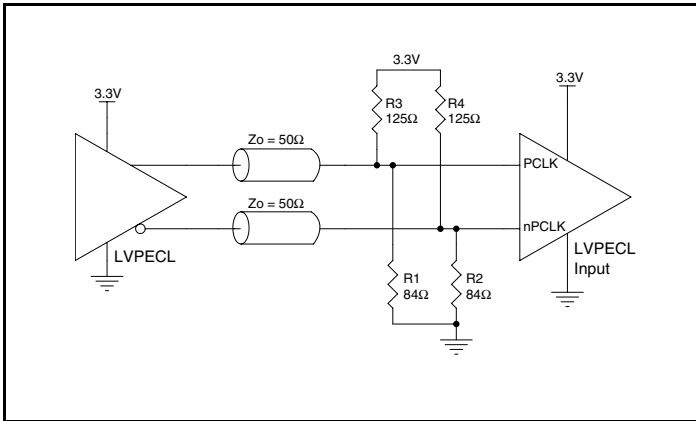 3.3V
3.3V
3.3V
R3
125Ω
R4
125Ω
Zo = 50Ω
PCLK
Zo = 50Ω
nPCLK
LVPECL
LVPECL
Input
R1
84Ω
R2
84Ω